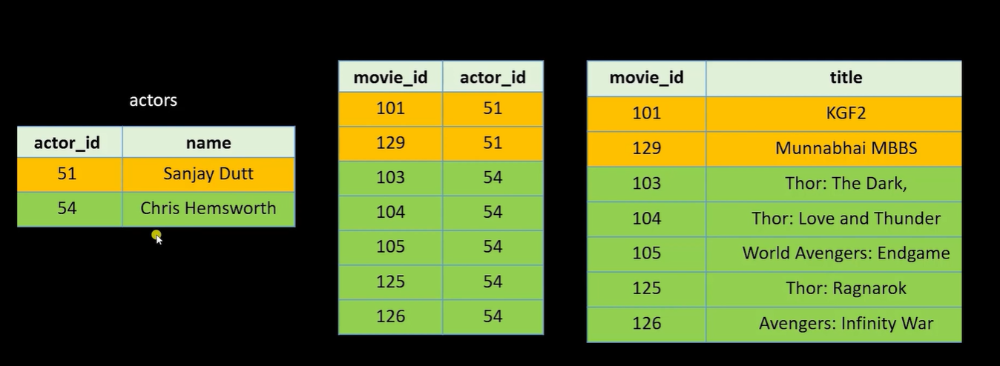 actors
actor_id name
51 Sanjay Dutt
54 Chris Hemsworth
movie_id actor_id
101 51
129 51
103 54
104 54
105 54
125 54
126 54
movie_id title
101 KGF2
129 Munnabhai MBBS
103 Thor: The Dark,
104 Thor: Love and Thunder
105 World Avengers: Endgame
125 Thor: Ragnarok
126 Avengers: Infinity War